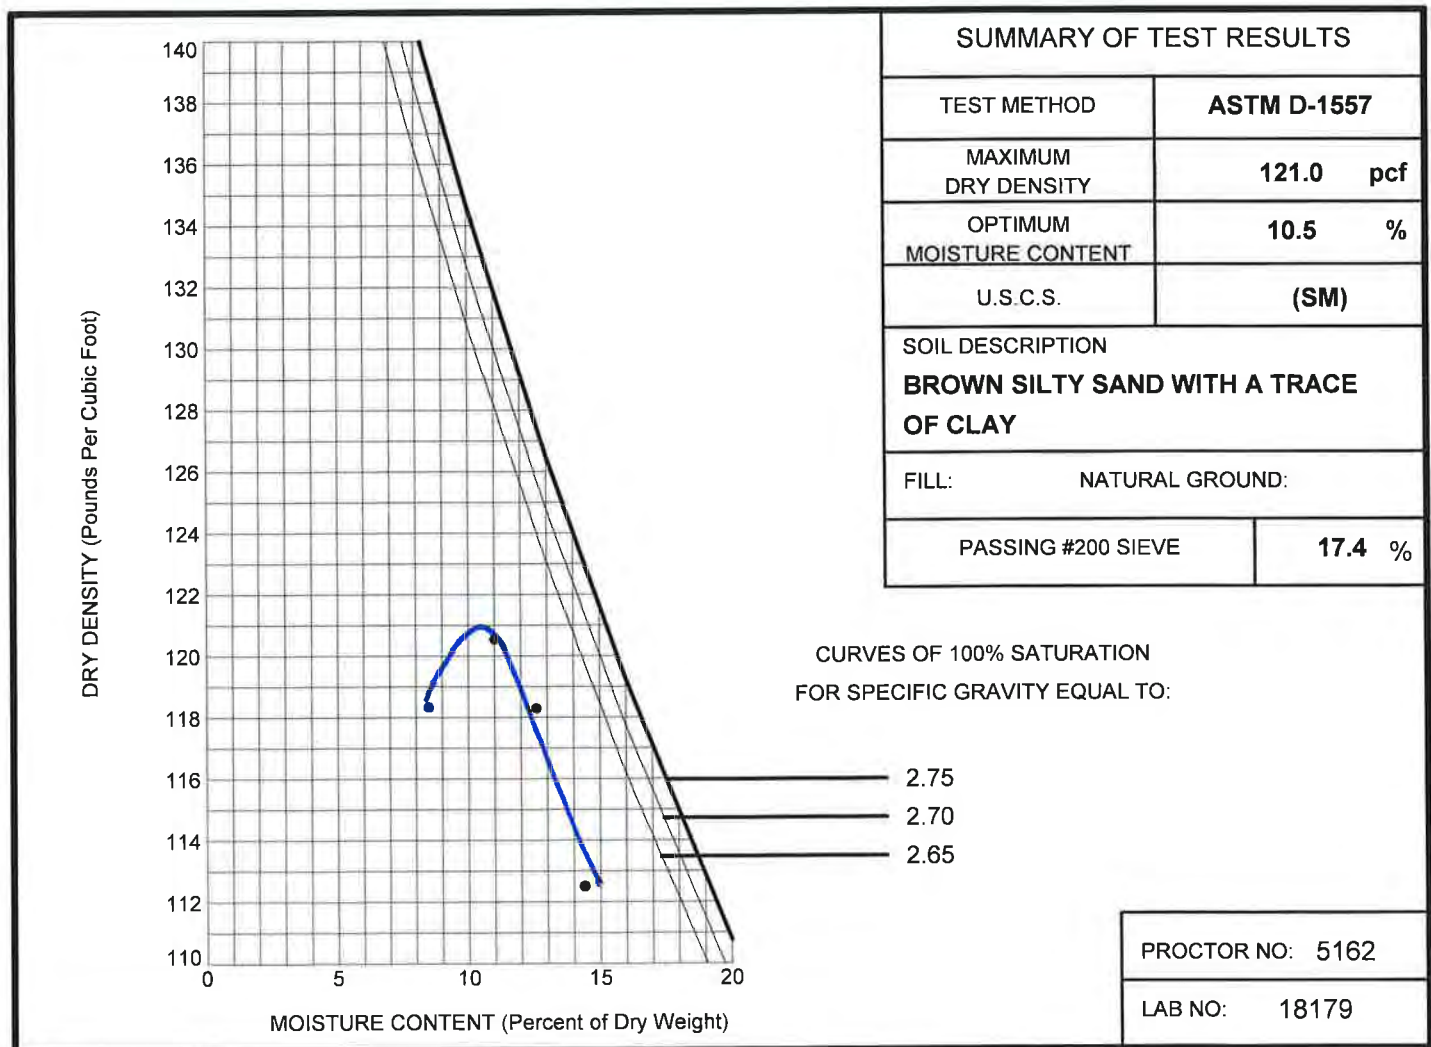 140
138
136
134
132
130
128
126
124
122
120
118
116
114
112
110
0 5 10 15 20
DRY DENSITY (Pounds Per Cubic Foot)
MOISTURE CONTENT (Percent of Dry Weight)
SUMMARY OF TEST RESULTS
TEST METHOD ASTM D-1557
MAXIMUM
DRY DENSITY 121.0 pcf
OPTIMUM
MOISTURE CONTENT 10.5 %
U.S.C.S. (SM)
SOIL DESCRIPTION
BROWN SILTY SAND WITH A TRACE
OF CLAY
FILL: NATURAL GROUND:
PASSING #200 SIEVE 17.4 %
CURVES OF 100% SATURATION
FOR SPECIFIC GRAVITY EQUAL TO:
2.75
2.70
2.65
PROCTOR NO: 5162
LAB NO: 18179